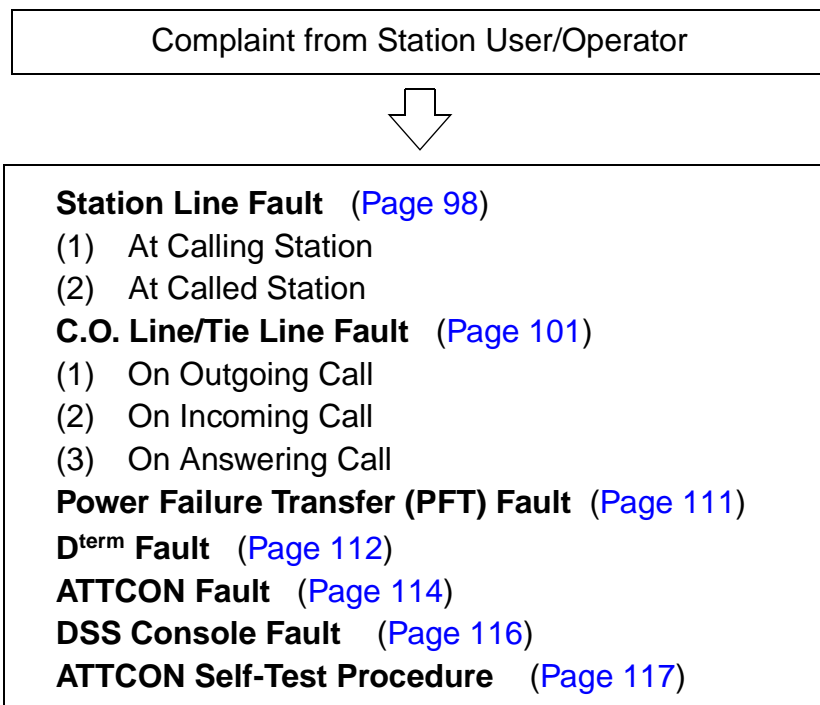 Complaint from Station User/Operator
Station Line Fault (Page 98)
(1) At Calling Station
(2) At Called Station
C.O. Line/Tie Line Fault (Page 101)
(1) On Outgoing Call
(2) On Incoming Call
(3) On Answering Call
Power Failure Transfer (PFT) Fault (Page 111)
Dterm Fault (Page 112)
ATTCON Fault (Page 114)
DSS Console Fault (Page 116)
ATTCON Self-Test Procedure (Page 117)